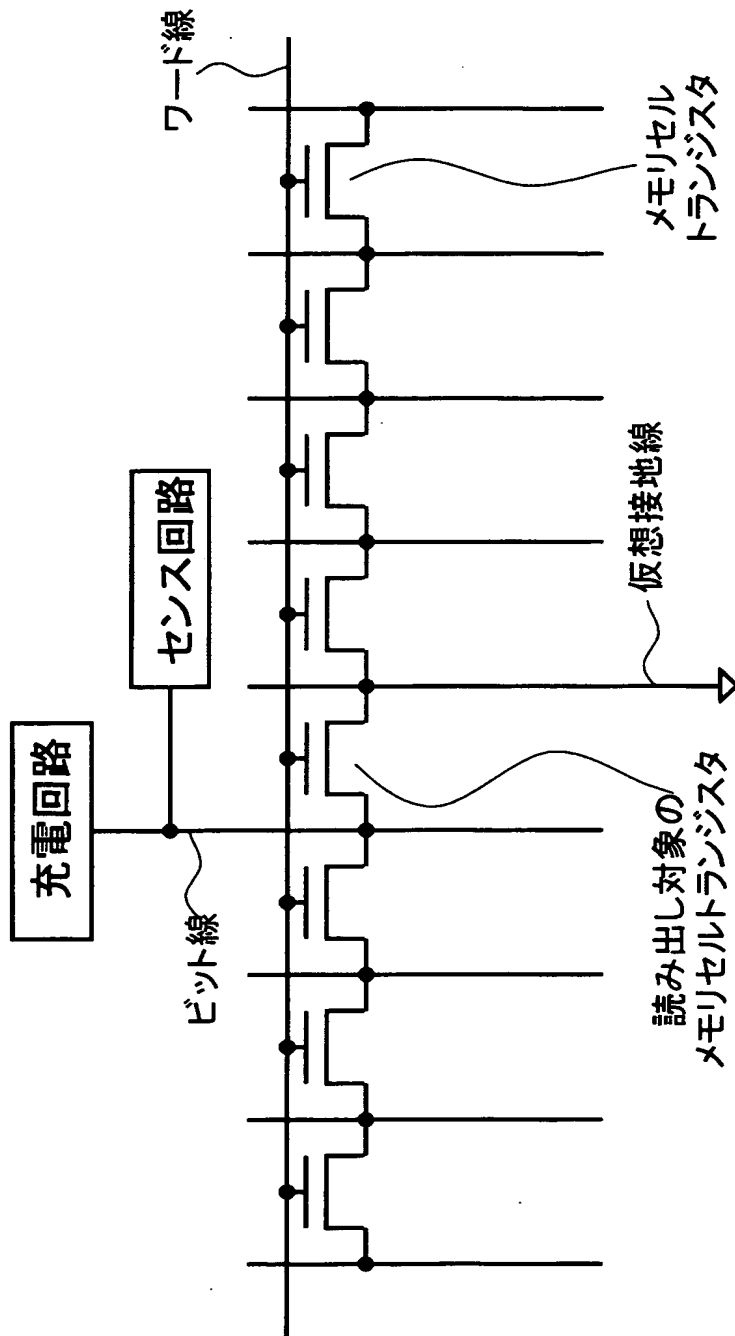 充電回路
センス回路
ビット線
ワード線
読み出し対象の
メモリセルトランジスタ
仮想接地線
メモリセル
トランジスタ